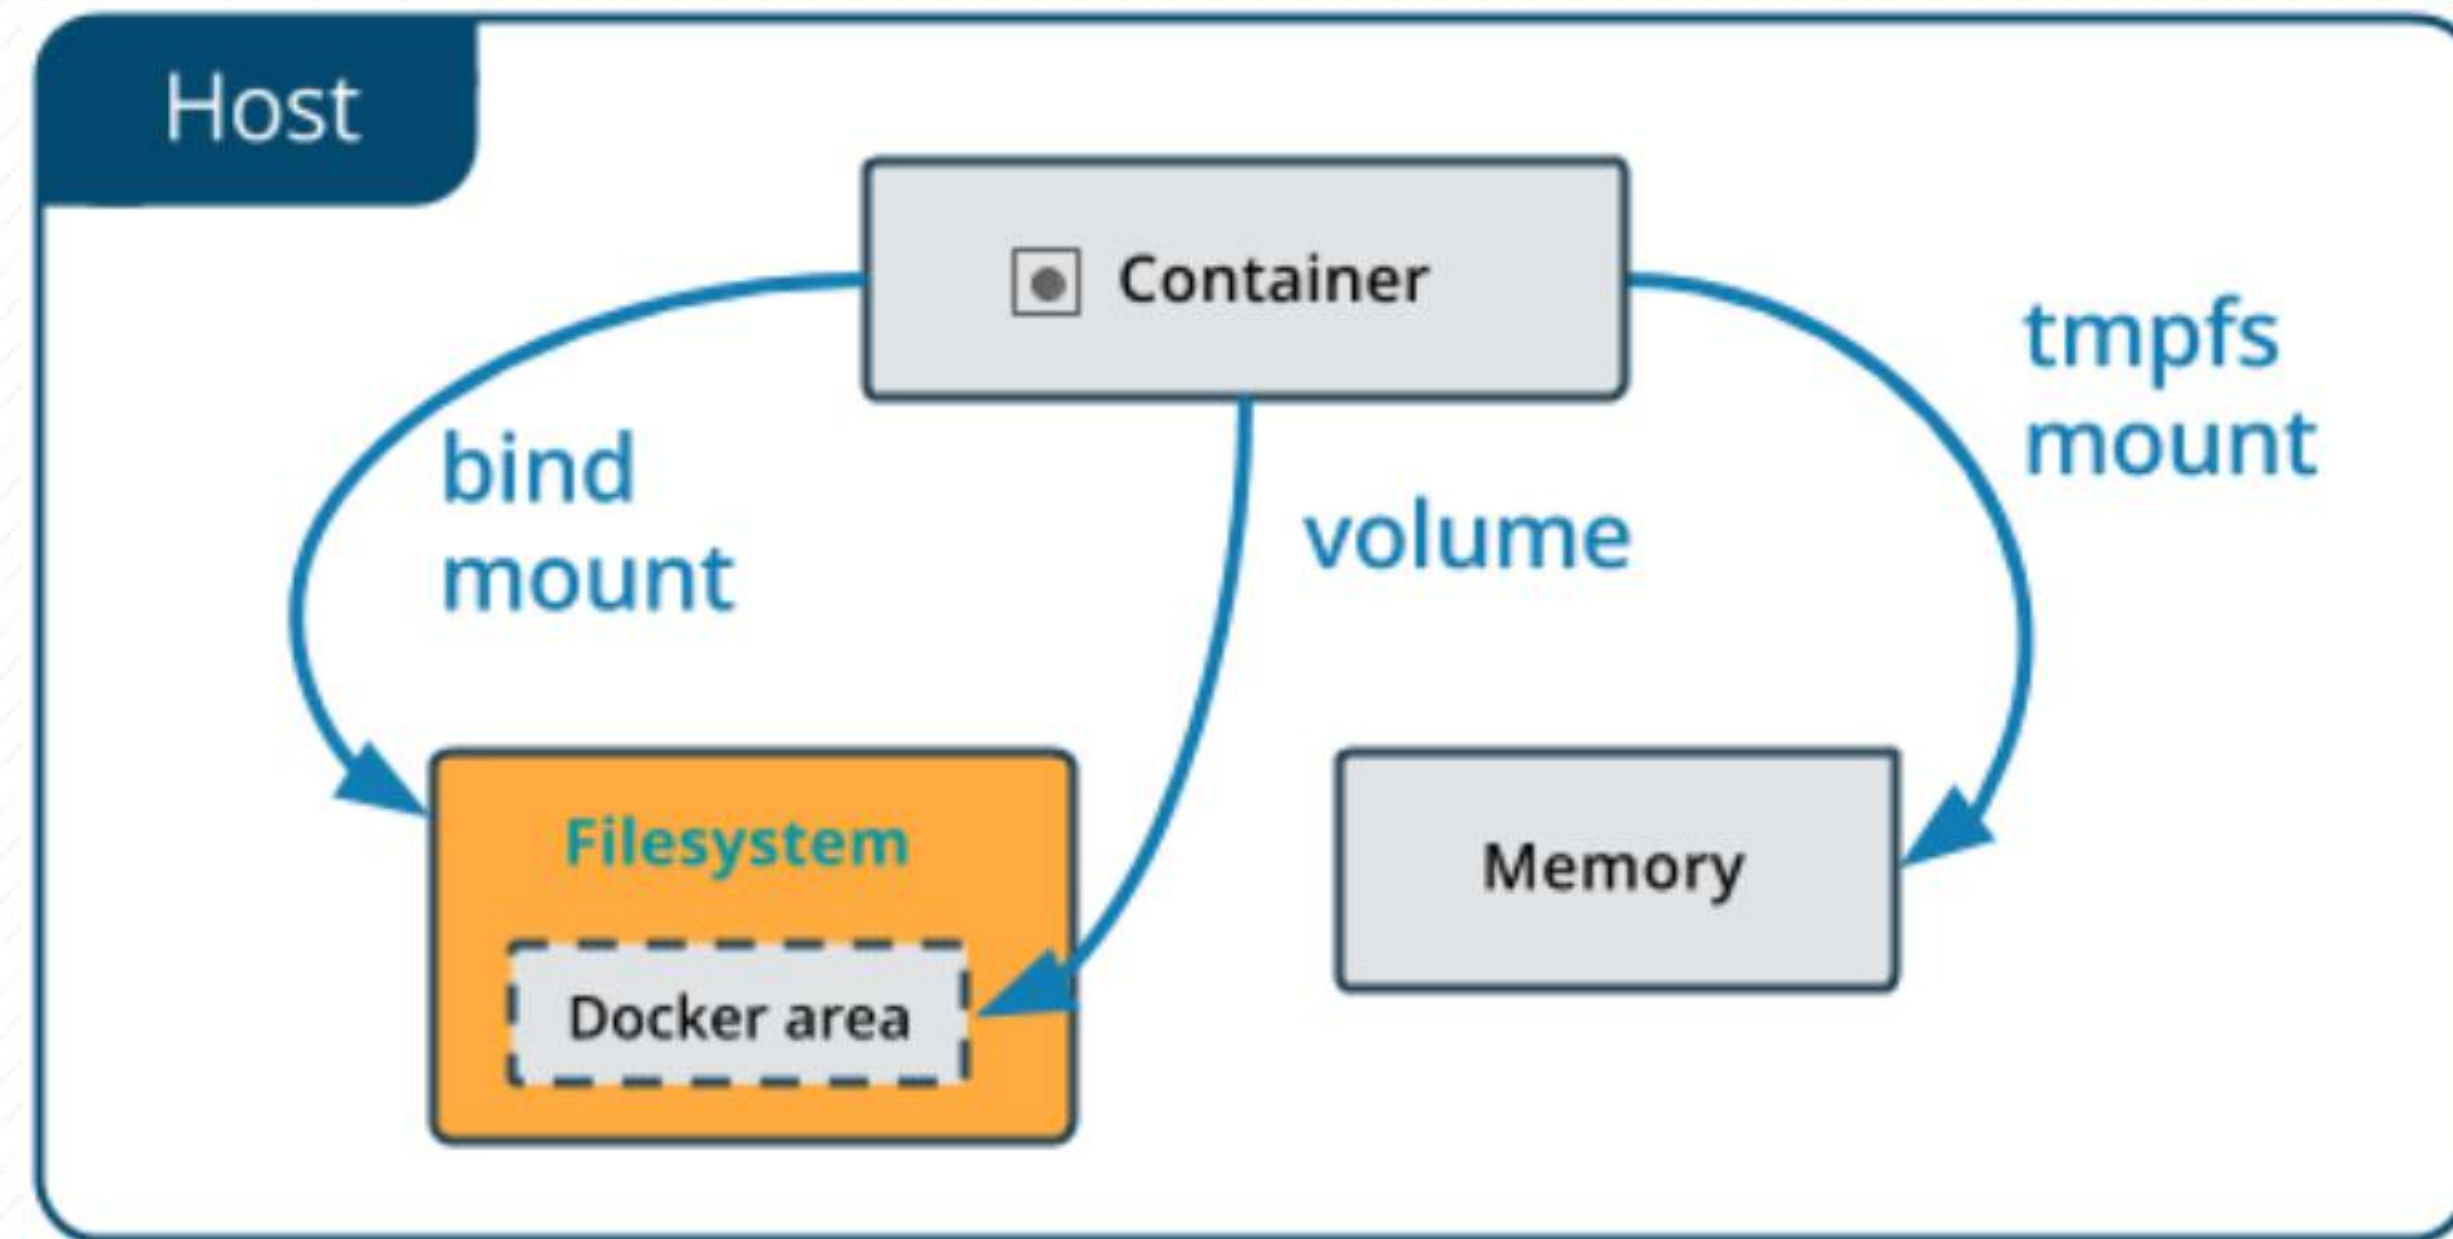 Host
Container
tmpfs
mount
bind
mount
volume
Filesystem
Memory
Docker area